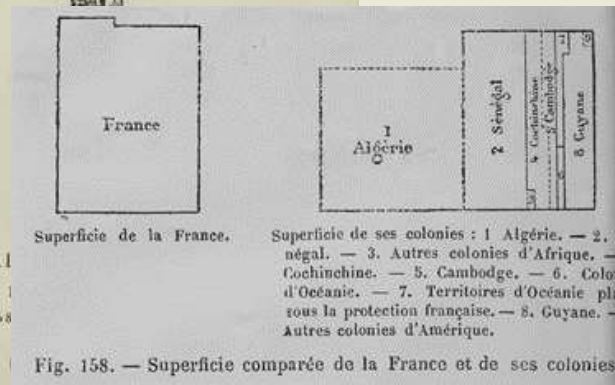 France
1
Algérie
2 Sénégal
4 Cochinchine
5 Cambodge
8 Guyane
Superficie de la France.
Superficie de ses colonies : 1 Algérie. — 2.
négal. — 3. Autres colonies d'Afrique. —
Cochinchine. — 5. Cambodge. — 6. Colo
d'Océanie. — 7. Territoires d'Océanie pl
sous la protection française. — 8. Guyane. —
Autres colonies d'Amérique.
Fig. 158. — Superficie comparée de la France et de ses colonies